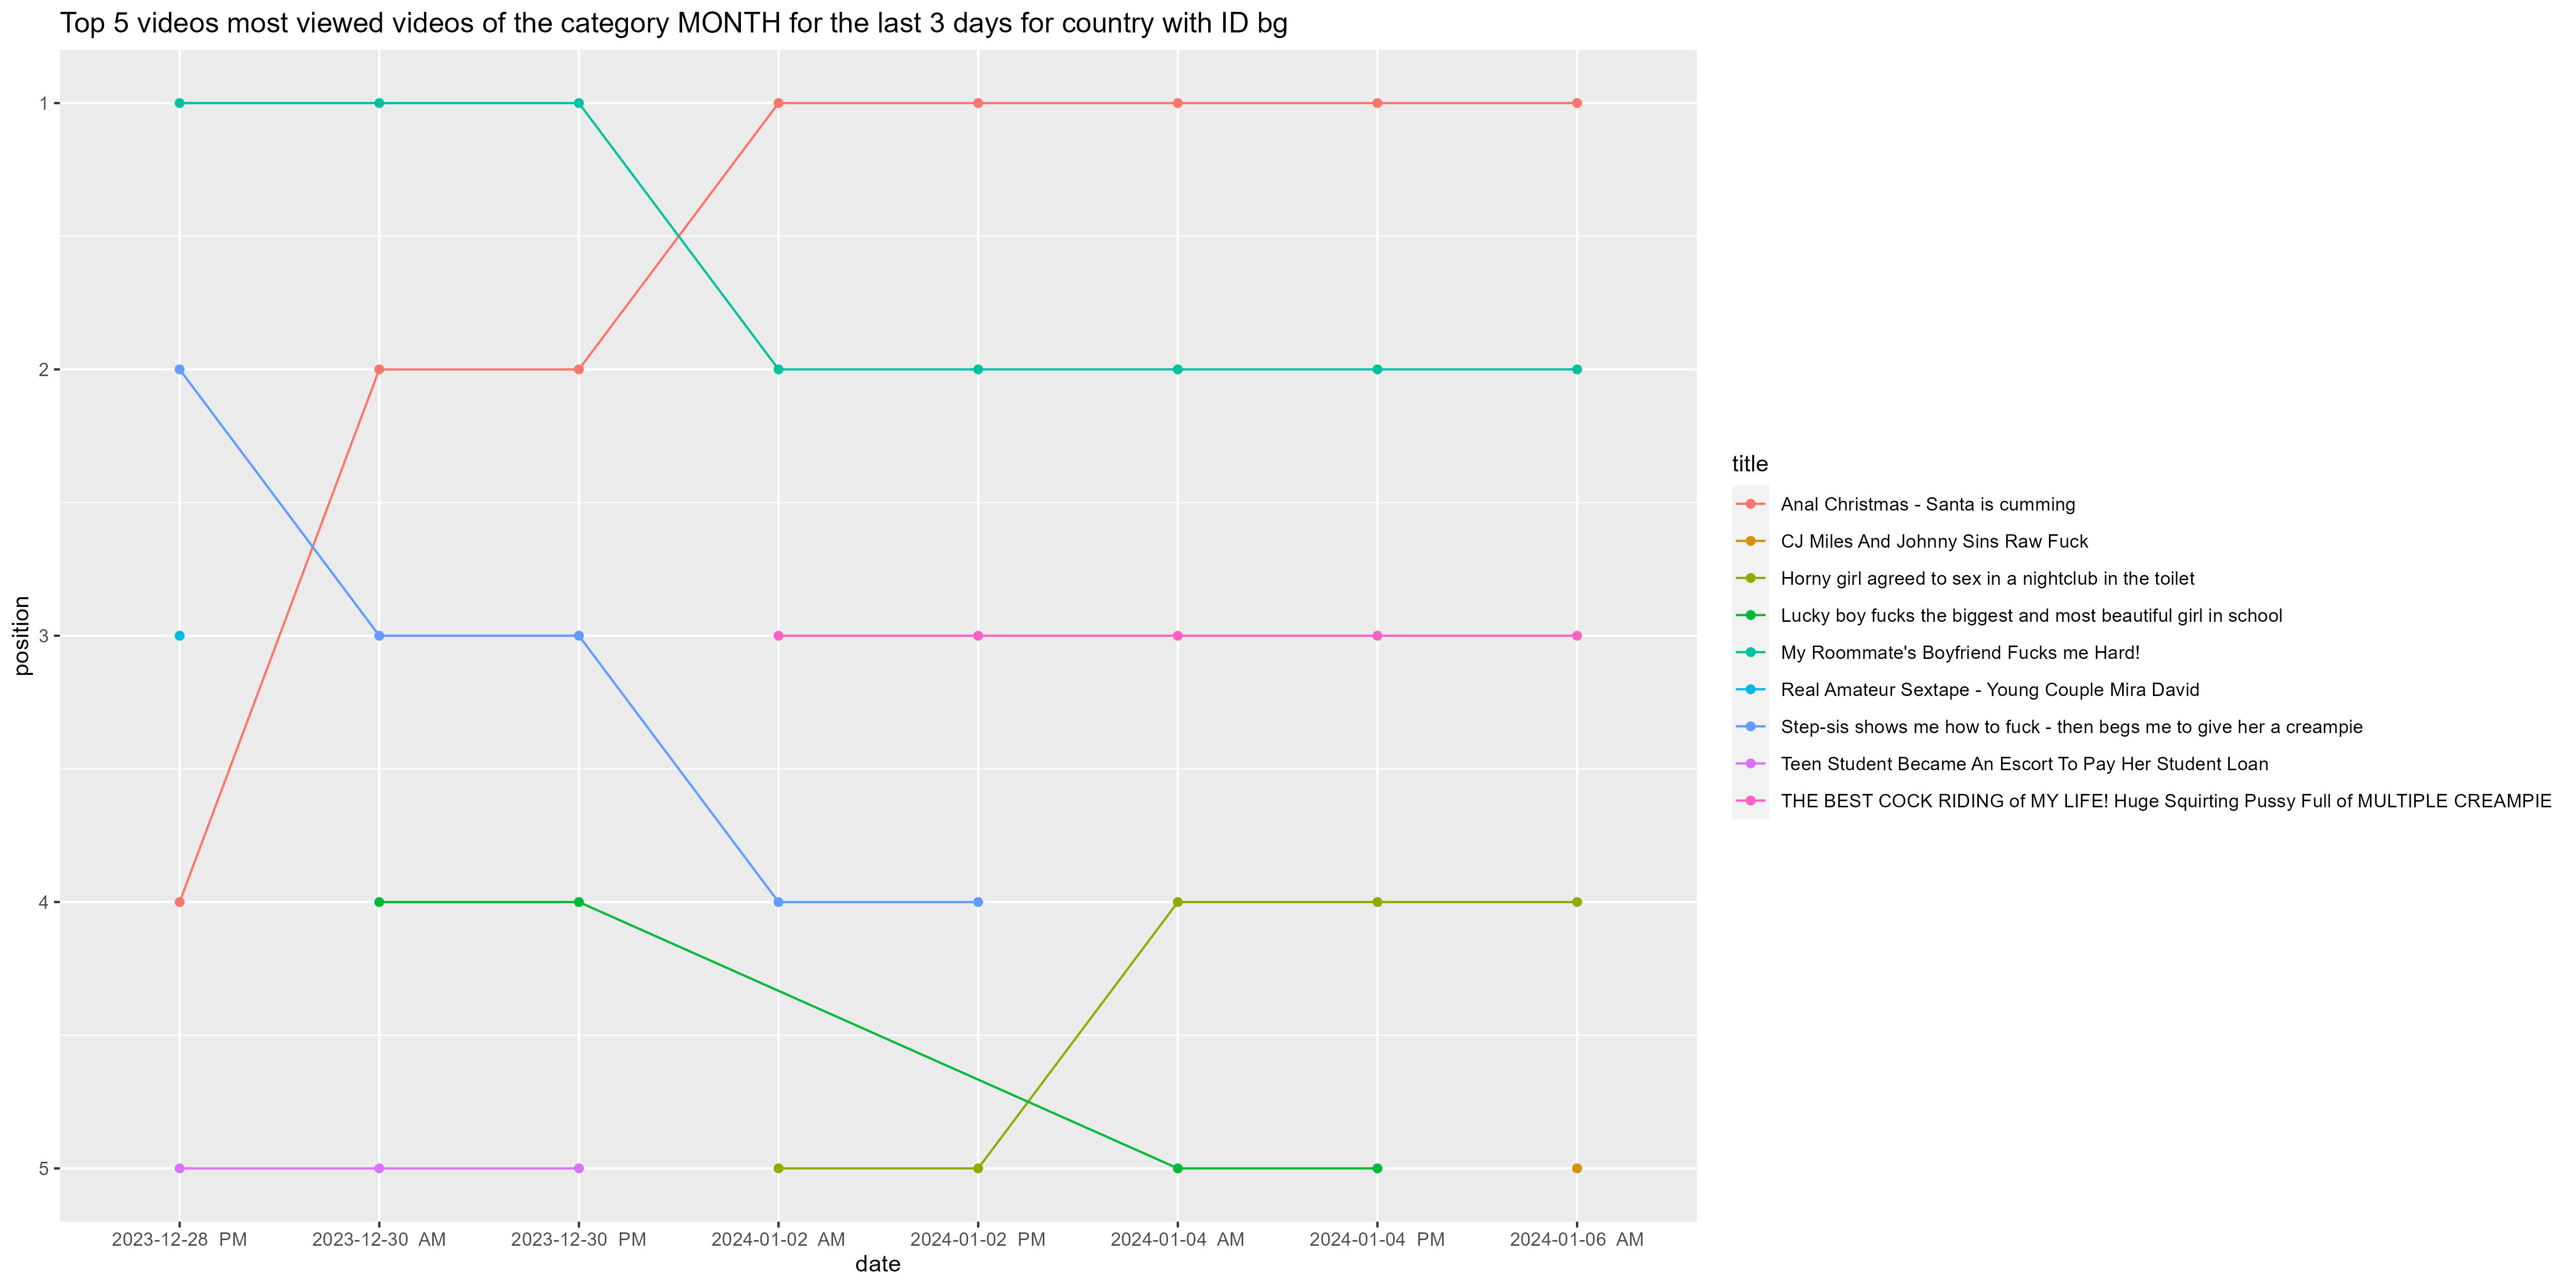 Top 5 videos most viewed videos of the category MONTH for the last 3 days for country with ID bg
position
1
2
3
4
5
2023-12-28 PM
2023-12-30 AM
2023-12-30 PM
2024-01-02 AM
2024-01-02 PM
2024-01-04 AM
2024-01-04 PM
2024-01-06 AM
date
title
Anal Christmas - Santa is cumming
CJ Miles And Johnny Sins Raw Fuck
Horny girl agreed to sex in a nightclub in the toilet
Lucky boy fucks the biggest and most beautiful girl in school
My Roommate's Boyfriend Fucks me Hard!
Real Amateur Sextape - Young Couple Mira David
Step-sis shows me how to fuck - then begs me to give her a creampie
Teen Student Became An Escort To Pay Her Student Loan
THE BEST COCK RIDING of MY LIFE! Huge Squirting Pussy Full of MULTIPLE CREAMPIE